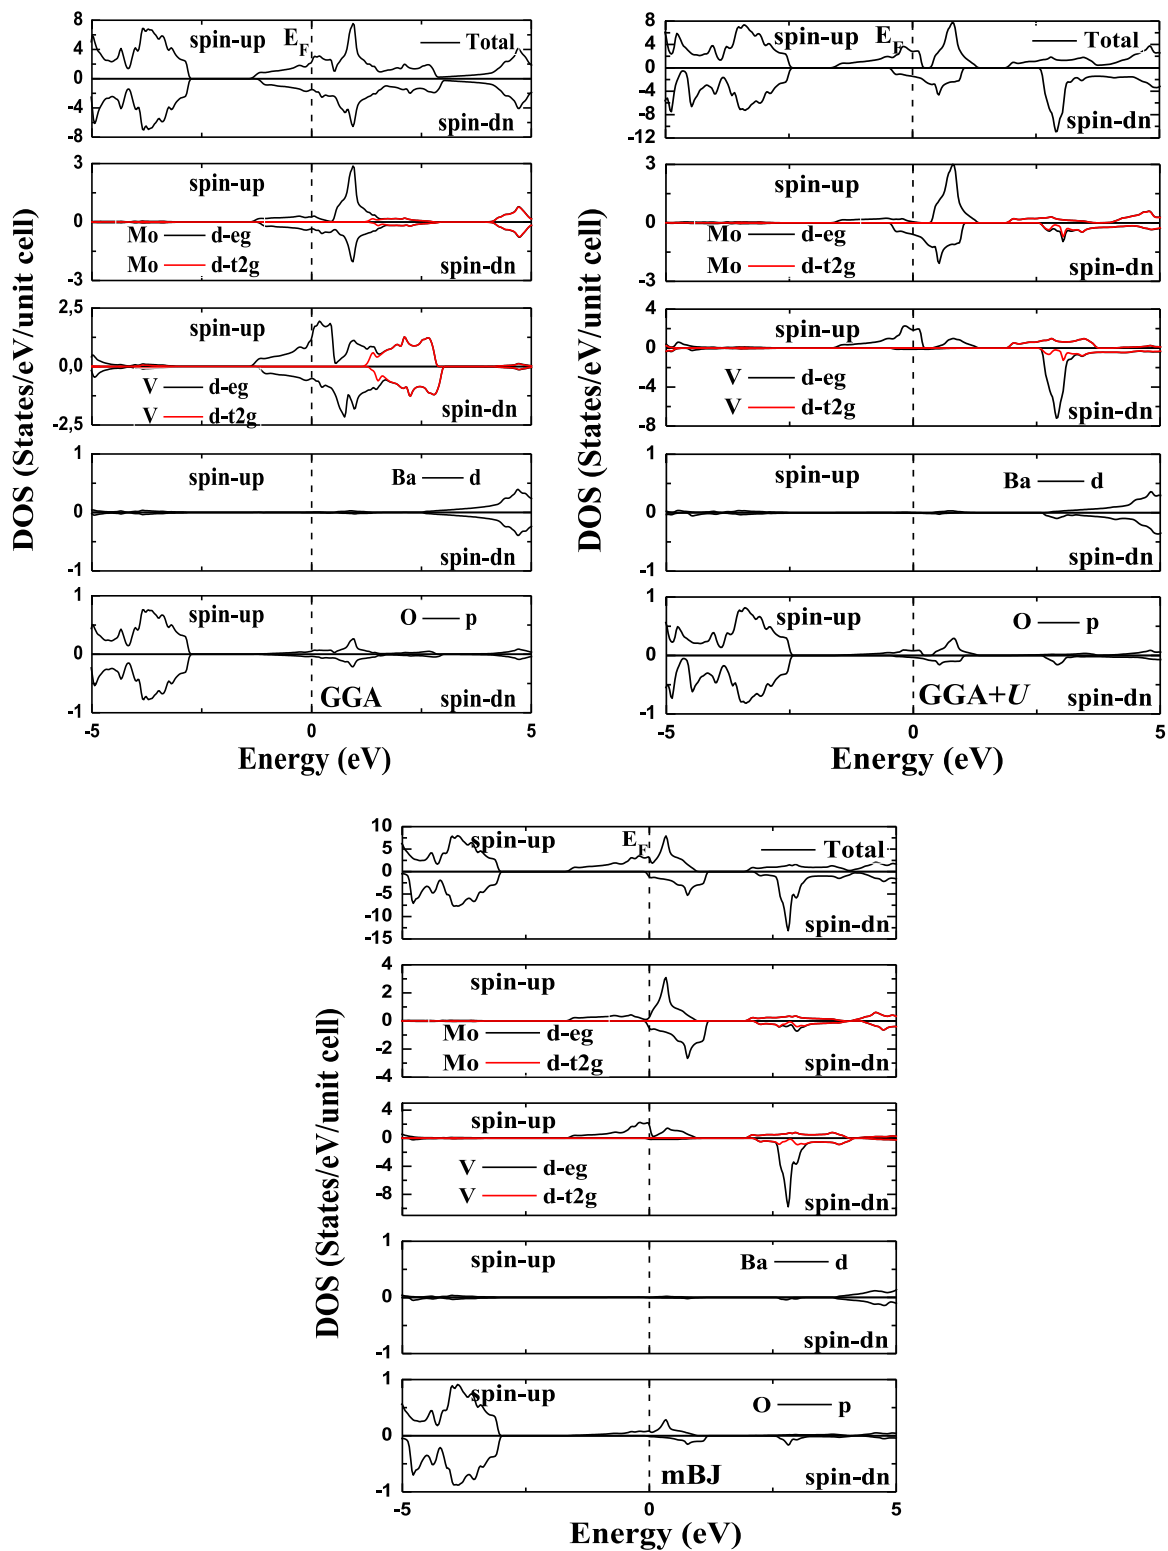 DOS (States/eV/unit cell)
8
4
0
4
-8
spin-up
E_F
Total
spin-dn
3
0
-3
spin-up
Mo — d-eg
Mo — d-t2g
spin-dn
2,5
0,0
-2,5
spin-up
V — d-eg
V — d-t2g
spin-dn
1
0
-1
spin-up
Ba — d
spin-dn
1
0
-1
spin-up
O — p
GGA
spin-dn
-5 0 5
Energy (eV)
DOS (States/eV/unit cell)
8
4
0
-4
-8
-12
spin-up
E_F
Total
spin-dn
3
0
-3
spin-up
Mo — d-eg
Mo — d-t2g
spin-dn
4
0
-4
-8
spin-up
V — d-eg
V — d-t2g
spin-dn
1
0
-1
spin-up
Ba — d
spin-dn
1
0
-1
spin-up
O — p
GGA+U
spin-dn
-5 0 5
Energy (eV)
DOS (States/eV/unit cell)
10
5
0
-5
-10
-15
spin-up
E_F
Total
spin-dn
4
2
0
-2
-4
spin-up
Mo — d-eg
Mo — d-t2g
spin-dn
4
0
-4
-8
spin-up
V — d-eg
V — d-t2g
spin-dn
1
0
-1
spin-up
Ba — d
spin-dn
1
0
-1
spin-up
O — p
mBJ
spin-dn
-5 0 5
Energy (eV)